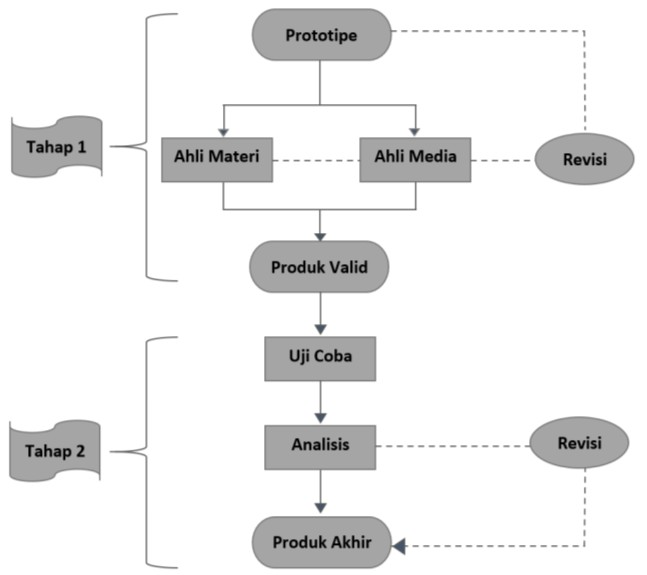 Prototipe
Tahap 1
Ahli Materi
Ahli Media
Revisi
Produk Valid
Uji Coba
Tahap 2
Analisis
Revisi
Produk Akhir